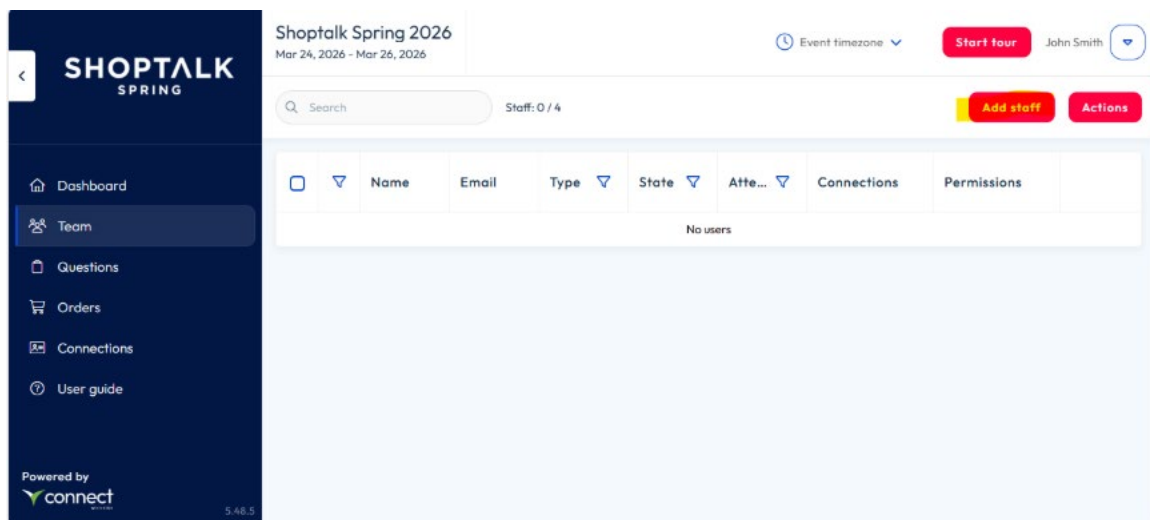 SHOPTALK
SPRING
Dashboard
Team
Questions
Orders
Connections
User guide
Powered by
connect
5.48.5
Shoptalk Spring 2026
Mar 24, 2026 - Mar 26, 2026
Event timezone
Start tour
John Smith
Search
Staff: 0 / 4
Add staff
Actions
Name Email Type State Atte... Connections Permissions
No users